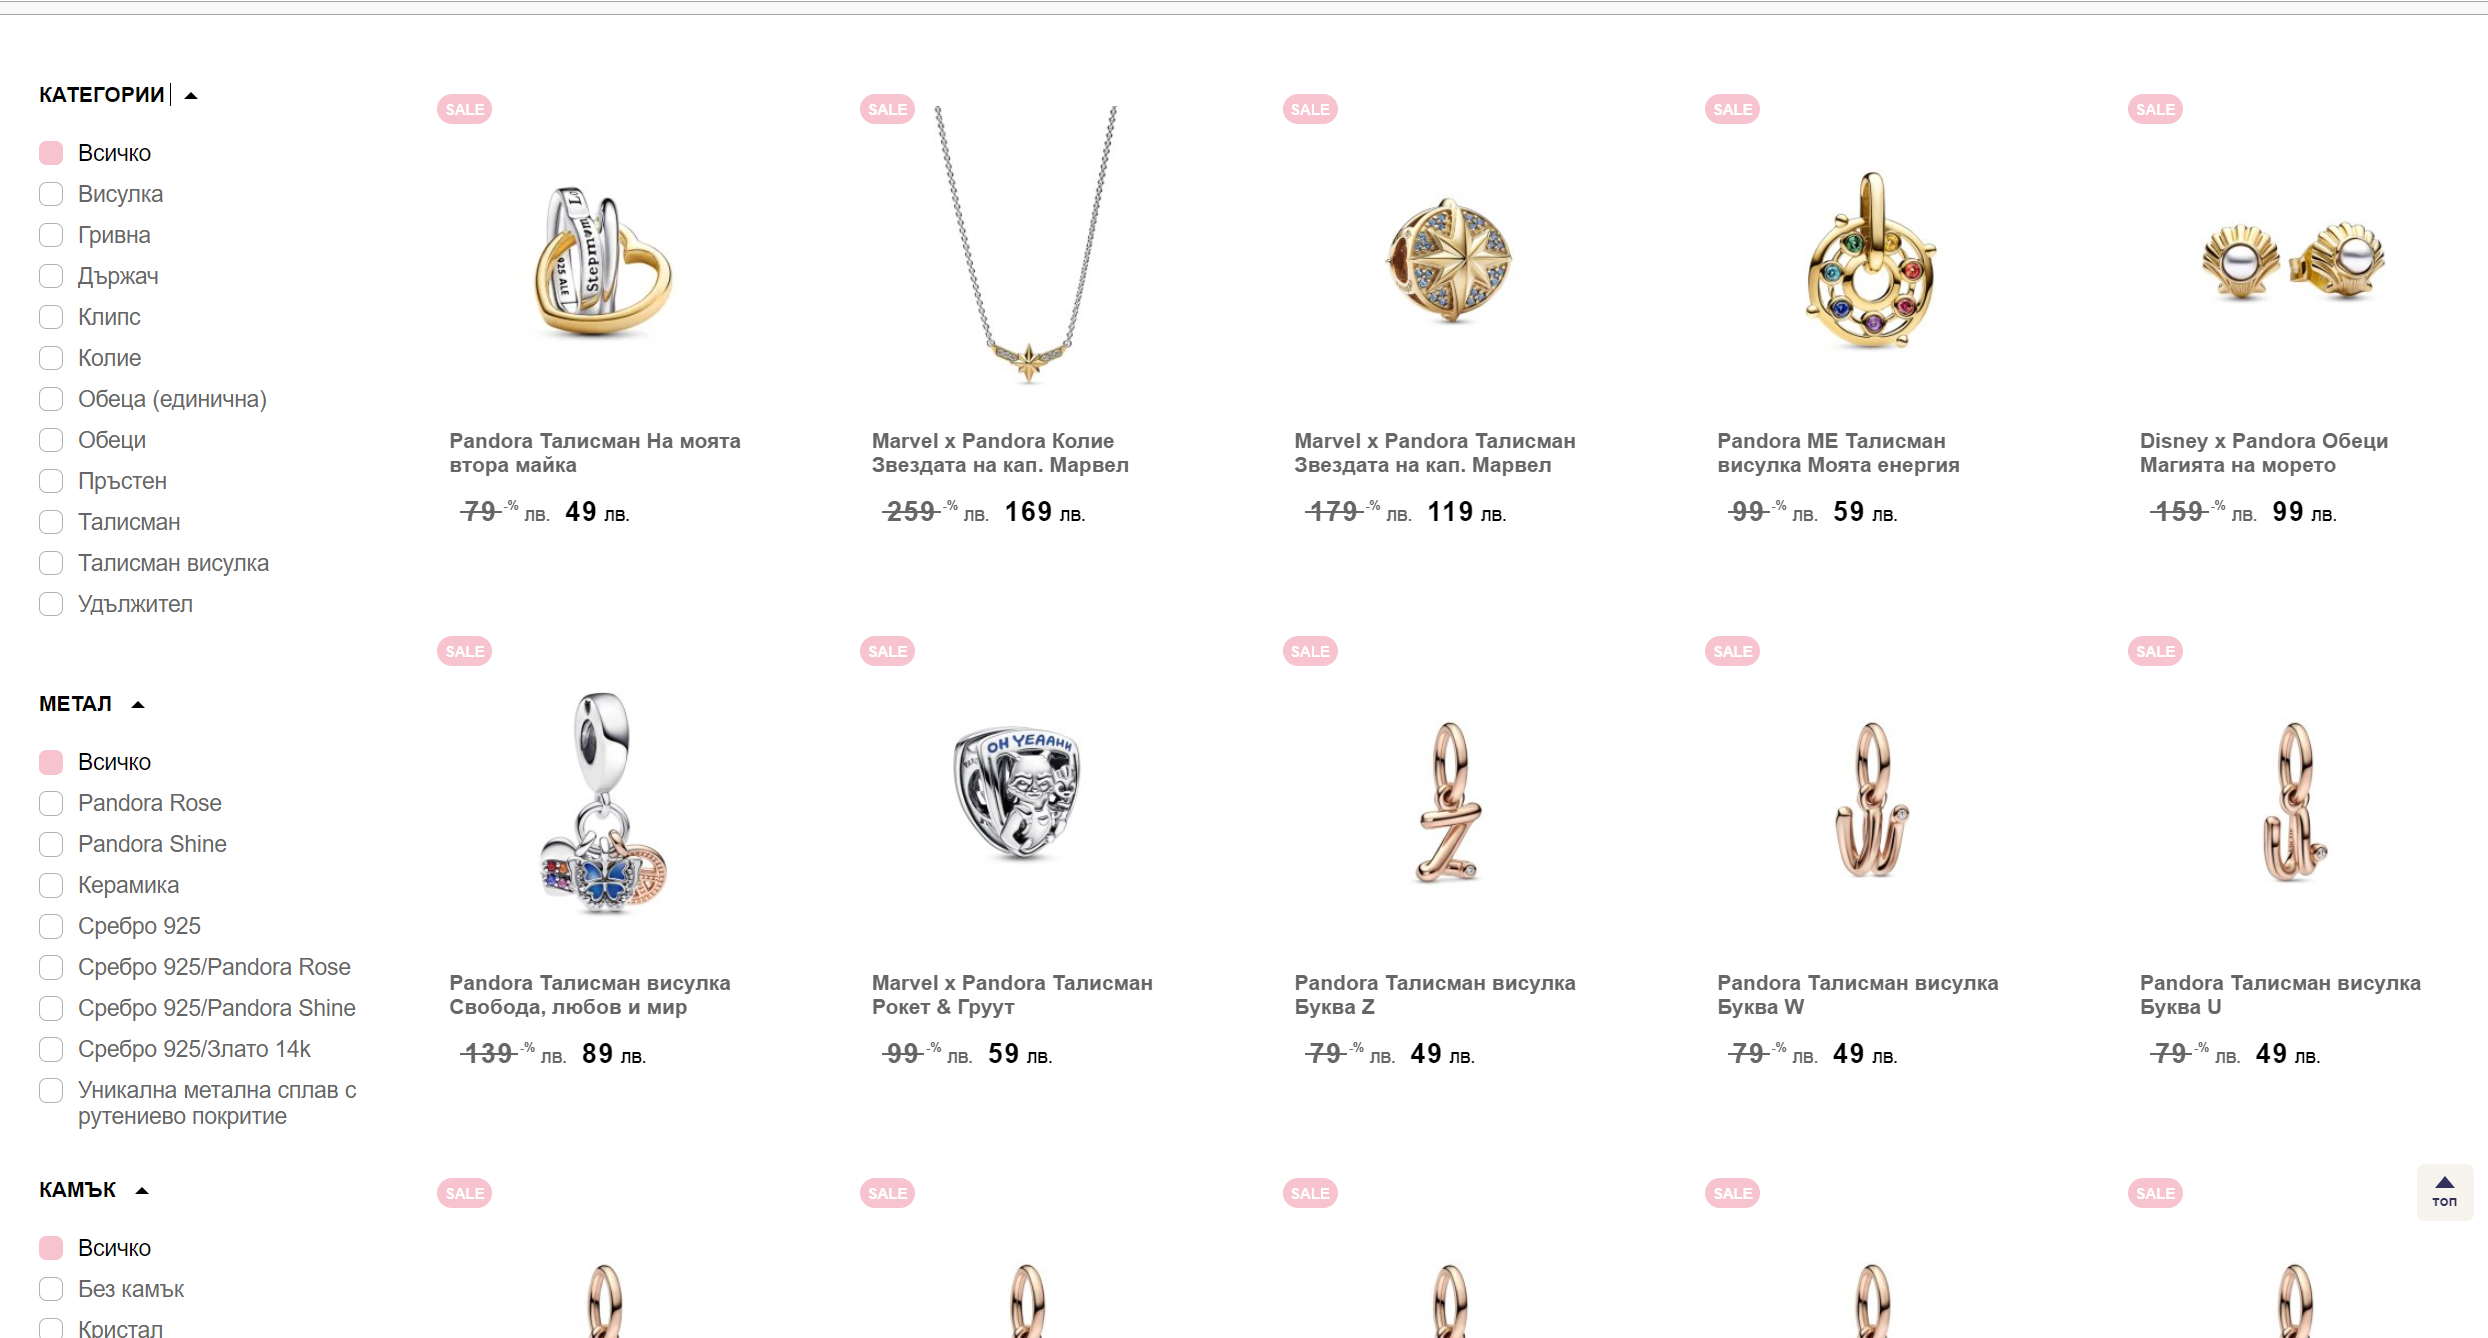 КАТЕГОРИИ
Всичко
Висулка
Гривна
Държач
Клипс
Колие
Обеца (единична)
Обеци
Пръстен
Талисман
Талисман висулка
Удължител
МЕТАЛ
Всичко
Pandora Rose
Pandora Shine
Керамика
Сребро 925
Сребро 925/Pandora Rose
Сребро 925/Pandora Shine
Сребро 925/Злато 14k
Уникална метална сплав с
рутениево покритие
КАМЪК
Всичко
Без камък
Кристал
SALE
925 ALE
Stepmum
Pandora Талисман На моята
втора майка
79 -% лв. 49 лв.
SALE
Marvel x Pandora Колие
Звездата на кап. Марвел
259 -% лв. 169 лв.
SALE
Marvel x Pandora Талисман
Звездата на кап. Марвел
179 -% лв. 119 лв.
SALE
Pandora ME Талисман
висулка Моята енергия
99 -% лв. 59 лв.
SALE
Disney x Pandora Обеци
Магията на морето
159 -% лв. 99 лв.
SALE
Pandora Талисман висулка
Свобода, любов и мир
139 -% лв. 89 лв.
SALE
OH YEAAHH
Marvel x Pandora Талисман
Рокет & Груут
99 -% лв. 59 лв.
SALE
Pandora Талисман висулка
Буква Z
79 -% лв. 49 лв.
SALE
Pandora Талисман висулка
Буква W
79 -% лв. 49 лв.
SALE
Pandora Талисман висулка
Буква U
79 -% лв. 49 лв.
SALE
SALE
SALE
SALE
SALE
ТОП